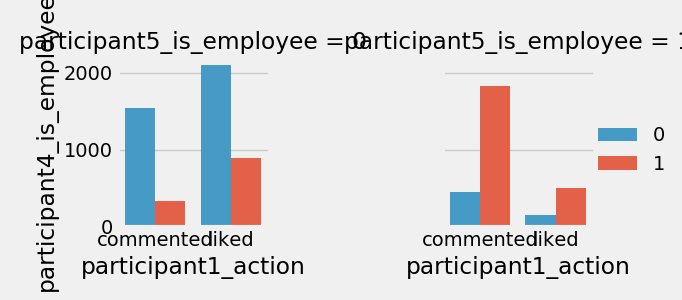 participant5_is_employee = 0
participant5_is_employee = 1
participant4_is_employee
2000
1000
0
commented
liked
commented
liked
participant1_action
participant1_action
0
1